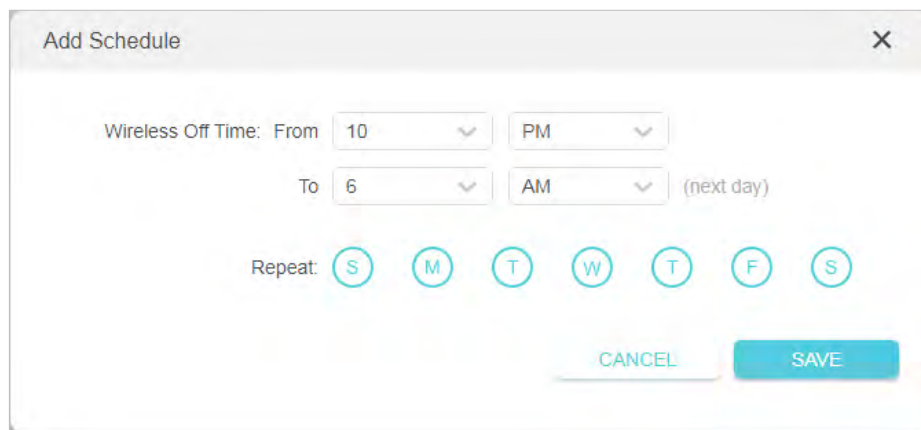 Add Schedule
Wireless Off Time: From 10 PM
To 6 AM (next day)
Repeat: S M T W T F S
CANCEL SAVE